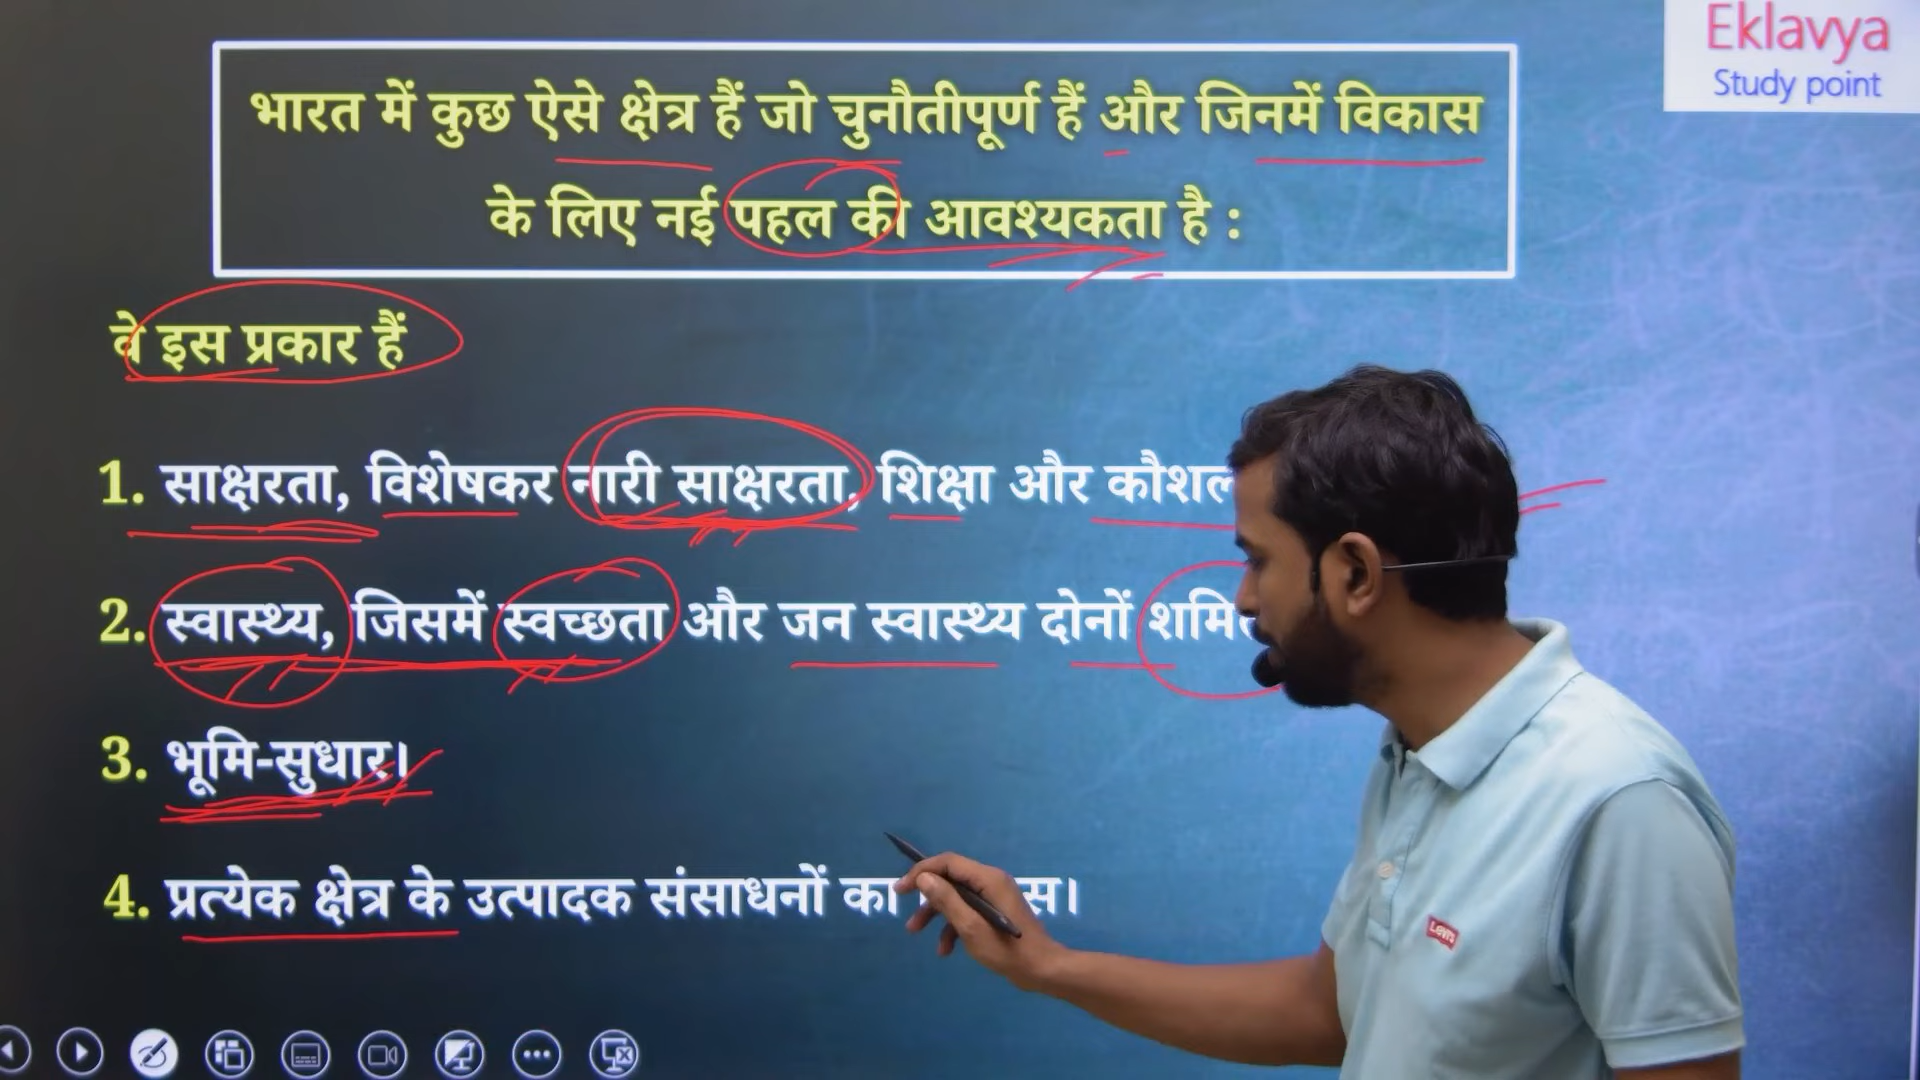 Eklavya
Study point
भारत में कुछ ऐसे क्षेत्र हैं जो चुनौतीपूर्ण हैं और जिनमें विकास
के लिए नई पहल की आवश्यकता है :
वे इस प्रकार हैं
1. साक्षरता, विशेषकर नारी साक्षरता, शिक्षा और कौशल
2. स्वास्थ्य, जिसमें स्वच्छता और जन स्वास्थ्य दोनों
3. भूमि-सुधार।
4. प्रत्येक क्षेत्र के उत्पादक संसाधनों का
Levi's